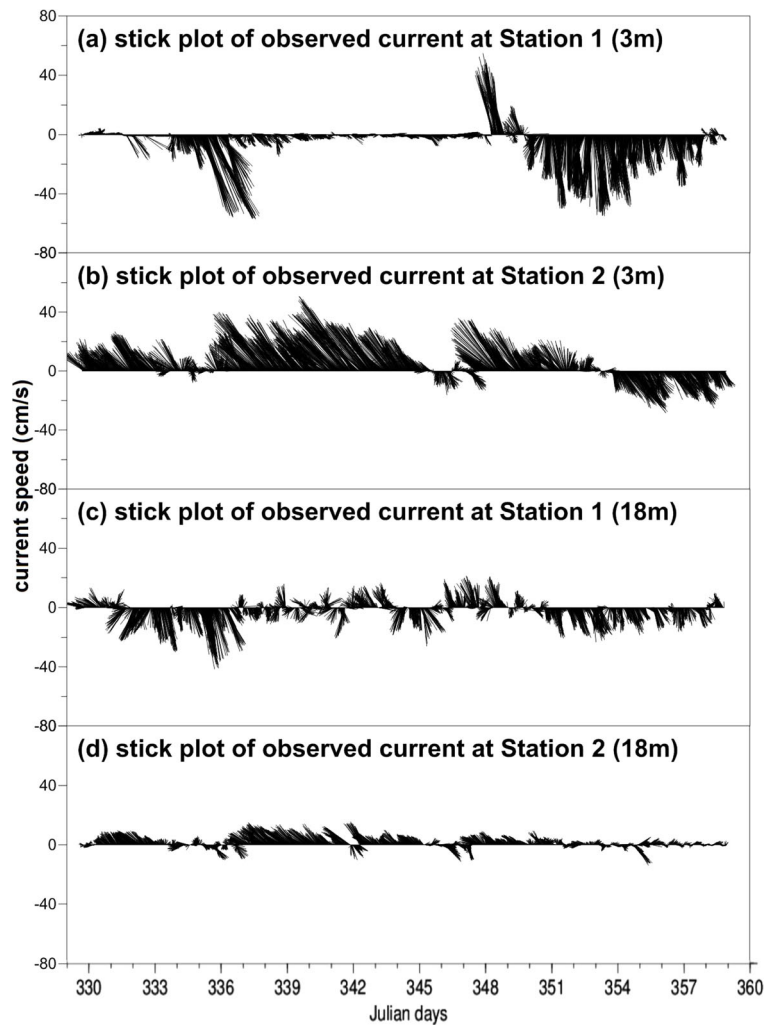 80
(a) stick plot of observed current at Station 1 (3m)
40
0
-40
-80
(b) stick plot of observed current at Station 2 (3m)
40
0
-40
-80
(c) stick plot of observed current at Station 1 (18m)
40
0
-40
-80
(d) stick plot of observed current at Station 2 (18m)
40
0
-40
-80
current speed (cm/s)
330 333 336 339 342 345 348 351 354 357 360
Julian days